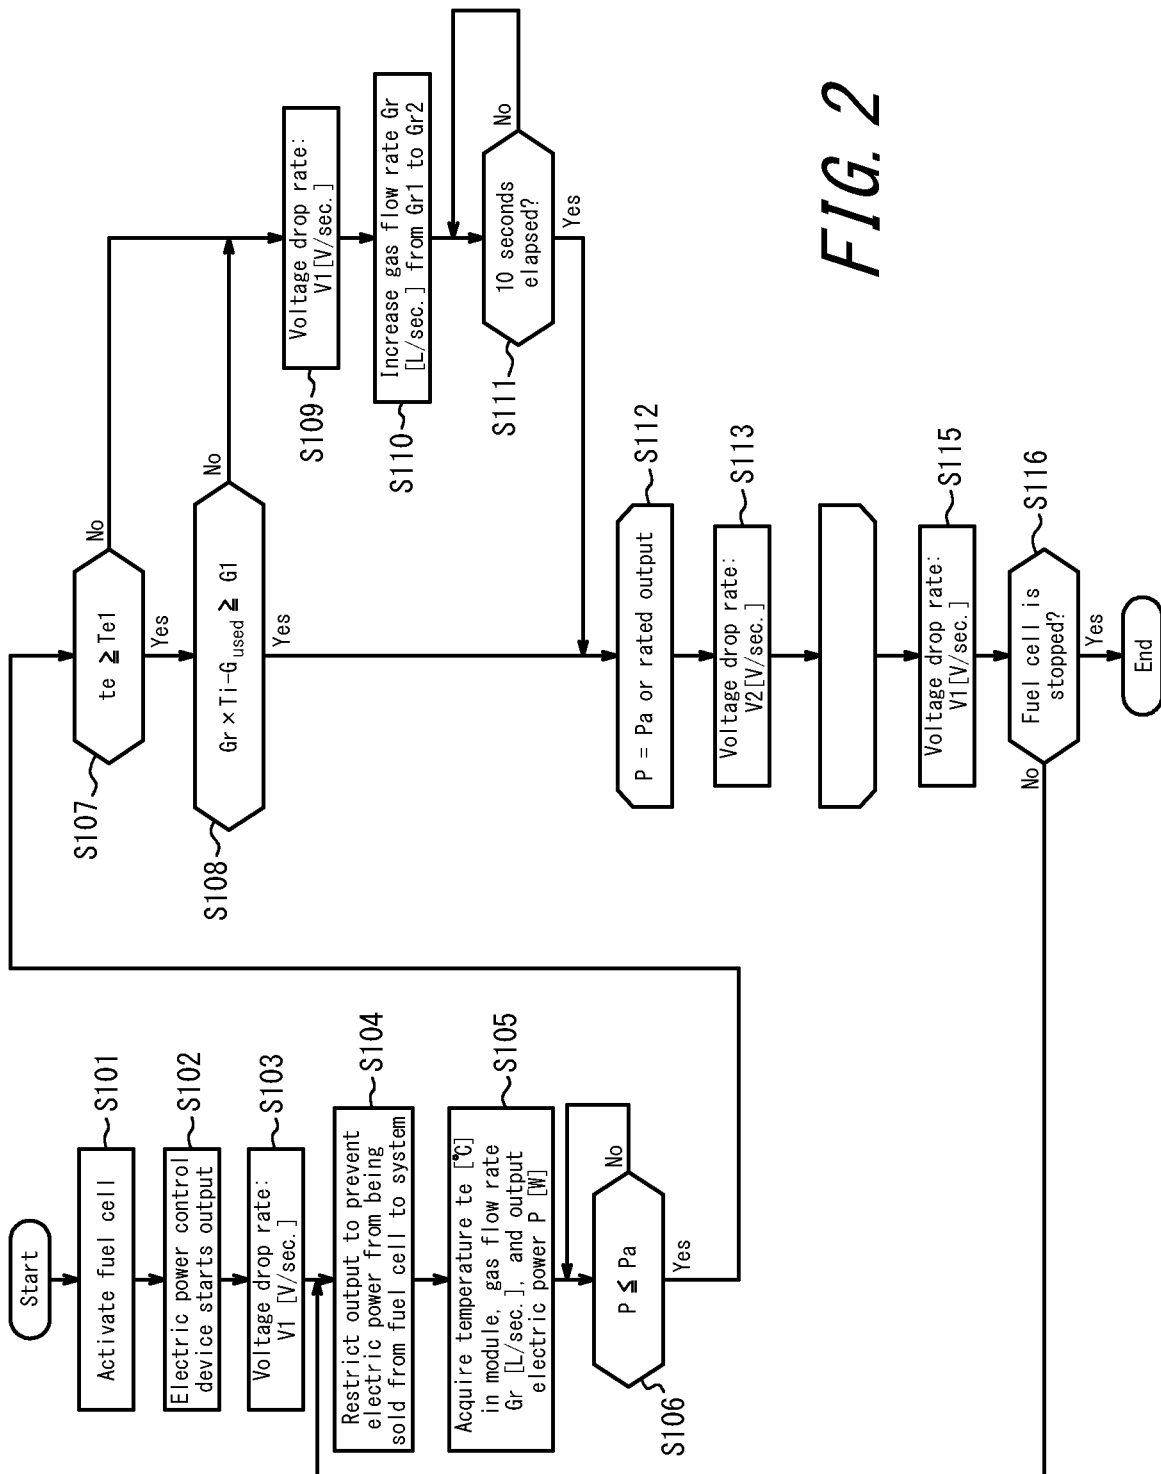 Start
Activate fuel cell
S101
Electric power control
device starts output
S102
Voltage drop rate:
V1 [V/sec.]
S103
Restrict output to prevent
electric power from being
sold from fuel cell to system
S104
Acquire temperature te [℃]
in module, gas flow rate
Gr [L/sec.], and output
electric power P [W]
S105
P ≦ Pa
No
Yes
S106
te ≧ Te1
No
Yes
S107
Gr×Ti-Gused ≧ G1
No
Yes
S108
Voltage drop rate:
V1[V/sec.]
S109
Increase gas flow rate Gr
[L/sec.] from Gr1 to Gr2
S110
10 seconds
elapsed?
No
Yes
S111
P = Pa or rated output
S112
Voltage drop rate:
V2[V/sec.]
S113
Voltage drop rate:
V1[V/sec.]
S115
Fuel cell is
stopped?
No
Yes
S116
End
FIG. 2